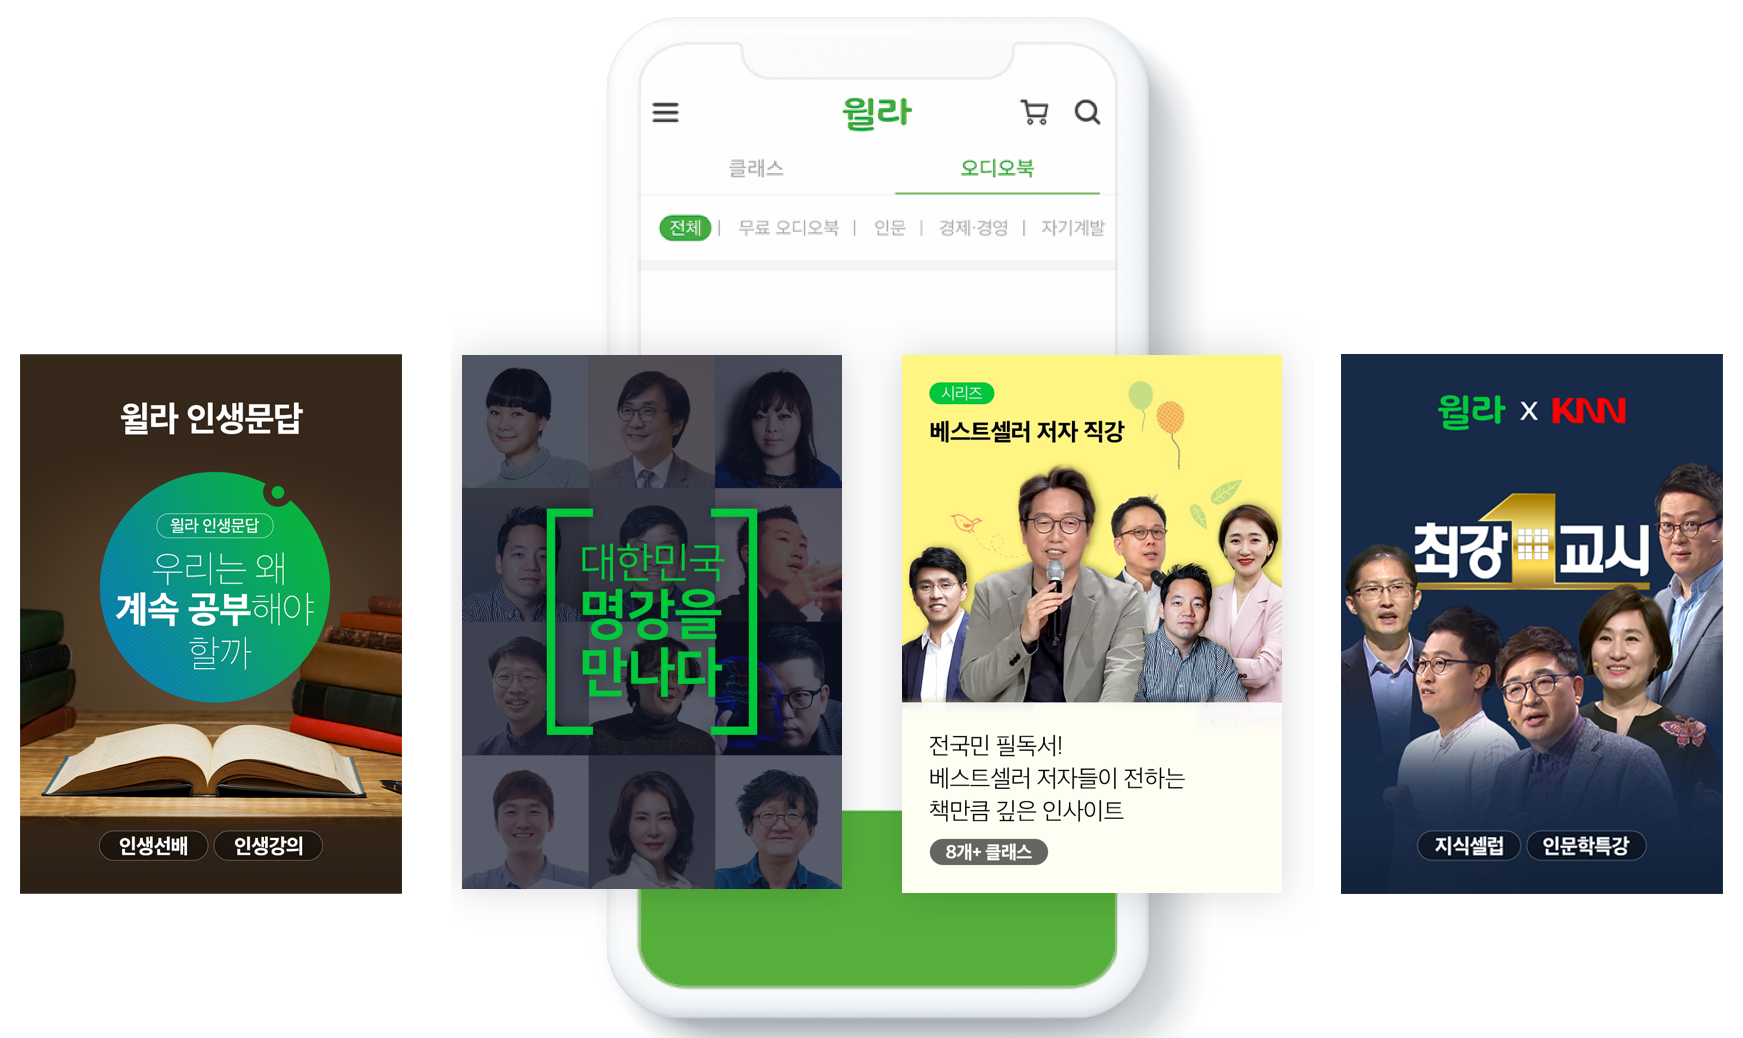 윌라
클래스
오디오북
전체 | 무료 오디오북 | 인문 | 경제·경영 | 자기계발
윌라 인생문답
윌라 인생문답
우리는 왜
계속 공부해야
할까
인생선배 인생강의
대한민국
명강을
만나다
시리즈
베스트셀러 저자 직강
전국민 필독서!
베스트셀러 저자들이 전하는
책만큼 깊은 인사이트
8개+ 클래스
윌라 x KNN
최강1교시
지식셀럽 인문학특강